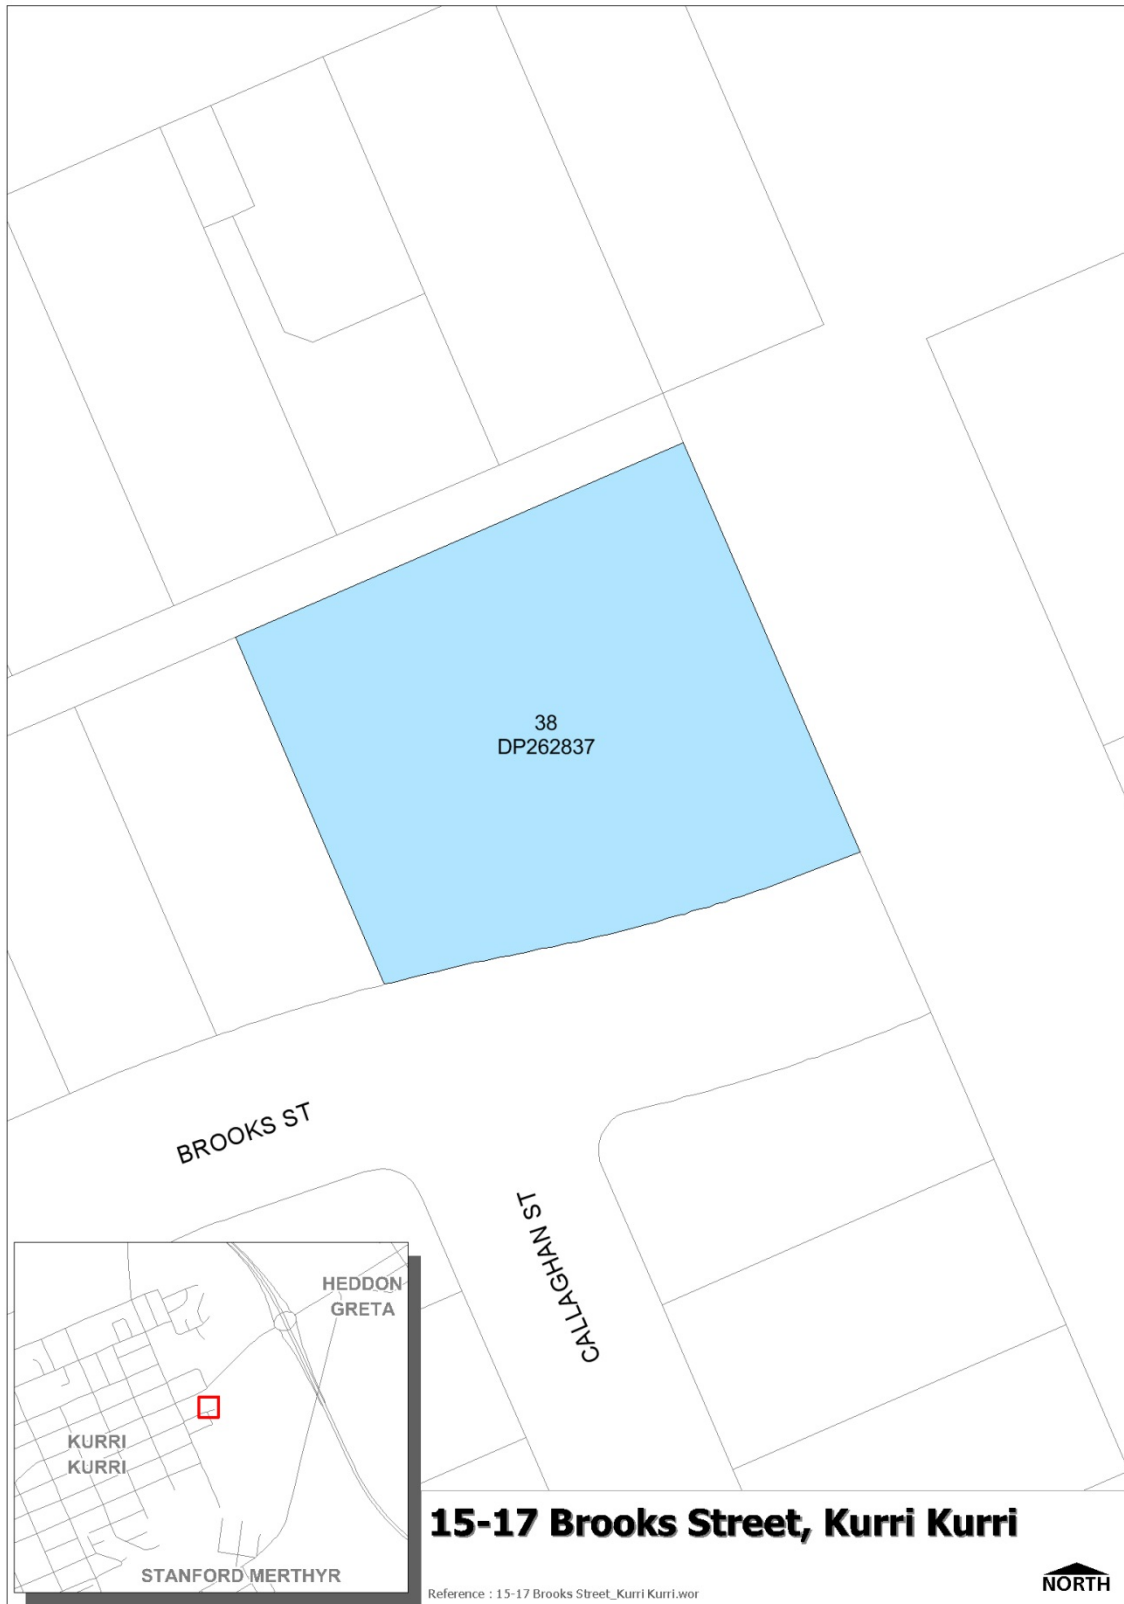 38
DP262837
BROOKS ST
CALLAGHAN ST
HEDDON
GRETA
KURRI
KURRI
STANFORD MERTHYR
15-17 Brooks Street, Kurri Kurri
Reference : 15-17 Brooks Street_Kurri Kurri.wor
NORTH